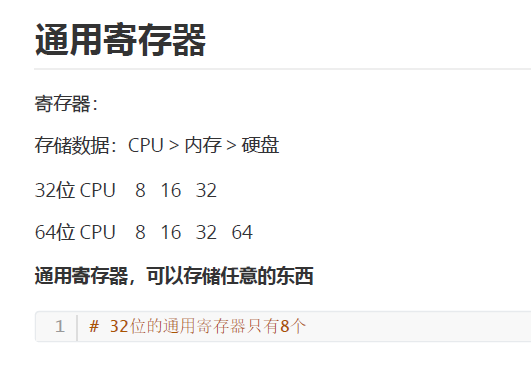 通用寄存器
寄存器：
存储数据：CPU > 内存 > 硬盘
32位 CPU 8 16 32
64位 CPU 8 16 32 64
通用寄存器，可以存储任意的东西
1 # 32位的通用寄存器只有8个